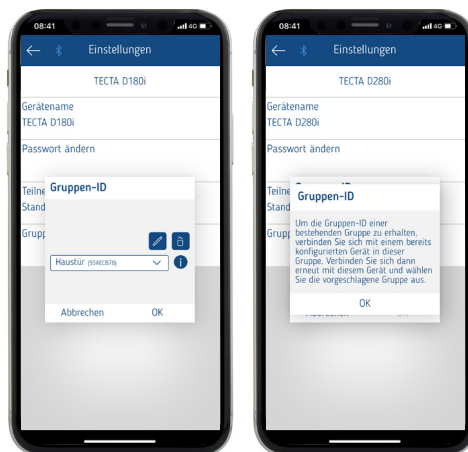 08:41
4G
Einstellungen
TECTA D180i
Gerätename
TECTA D180i
Passwort ändern
Teilne
Stand
Grupp
Gruppen-ID
Haustür (93AECB78)
i
Abbrechen OK
08:41
4G
Einstellungen
TECTA D280i
Gerätename
TECTA D280i
Passwort ändern
Teilne
Stand
Grupp
Gruppen-ID
Um die Gruppen-ID einer
bestehenden Gruppe zu erhalten,
verbinden Sie sich mit einem bereits
konfigurierten Gerät in dieser
Gruppe. Verbinden Sie sich dann
erneut mit diesem Gerät und wählen
Sie die vorgeschlagene Gruppe aus.
OK